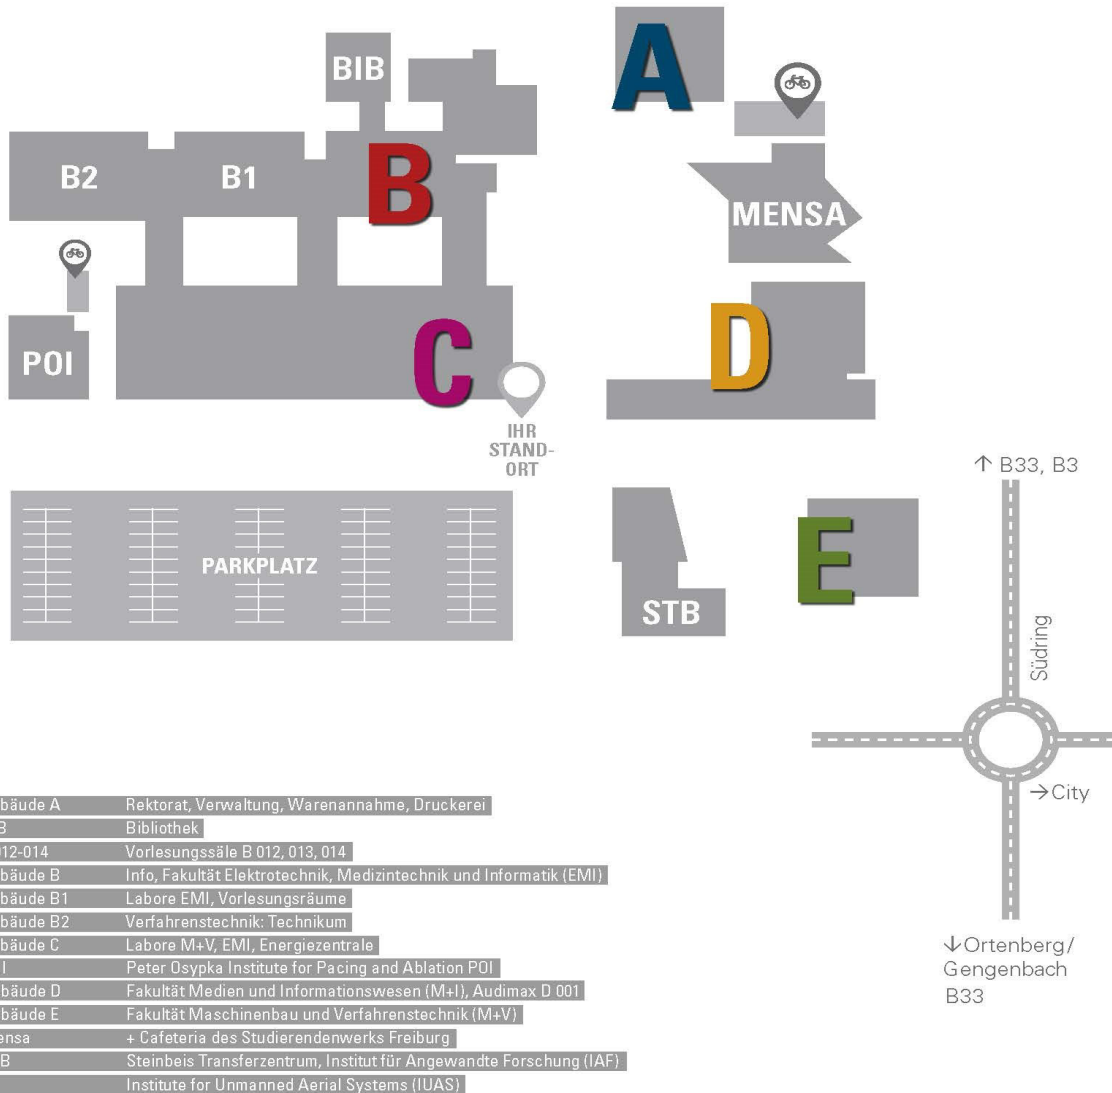 A
BIB
B2
B1
B
MENSA
POI
C
D
IHR
STAND-
ORT
↑ B33, B3
PARKPLATZ
E
STB
Südring
→City
↓Ortenberg/
Gengenbach
B33
bäude A Rektorat, Verwaltung, Warenannahme, Druckerei
B Bibliothek
012-014 Vorlesungssäle B 012, 013, 014
bäude B Info, Fakultät Elektrotechnik, Medizintechnik und Informatik (EMI)
bäude B1 Labore EMI, Vorlesungsräume
bäude B2 Verfahrenstechnik: Technikum
bäude C Labore M+V, EMI, Energiezentrale
I Peter Osypka Institute for Pacing and Ablation POI
bäude D Fakultät Medien und Informationswesen (M+I), Audimax D 001
bäude E Fakultät Maschinenbau und Verfahrenstechnik (M+V)
ensa + Cafeteria des Studierendenwerks Freiburg
B Steinbeis Transferzentrum, Institut für Angewandte Forschung (IAF)
Institute for Unmanned Aerial Systems (IUAS)